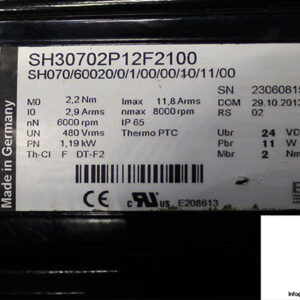 SH30702P12F2100
SH070/60020/0/1/00/00/10/11/00
SN 23060815
M0 2,2 Nm Imax 11,8 Arms DOM 29.10.2013
I0 2,9 Arms nmax 8000 rpm RS 02
nN 6000 rpm IP 65
UN 480 Vrms Thermo PTC Ubr 24 VD
PN 1,19 kW Pbr 11 W
Th-Cl F DT-F2 Mbr 2 Nm
Made in Germany
CE
C US E208613